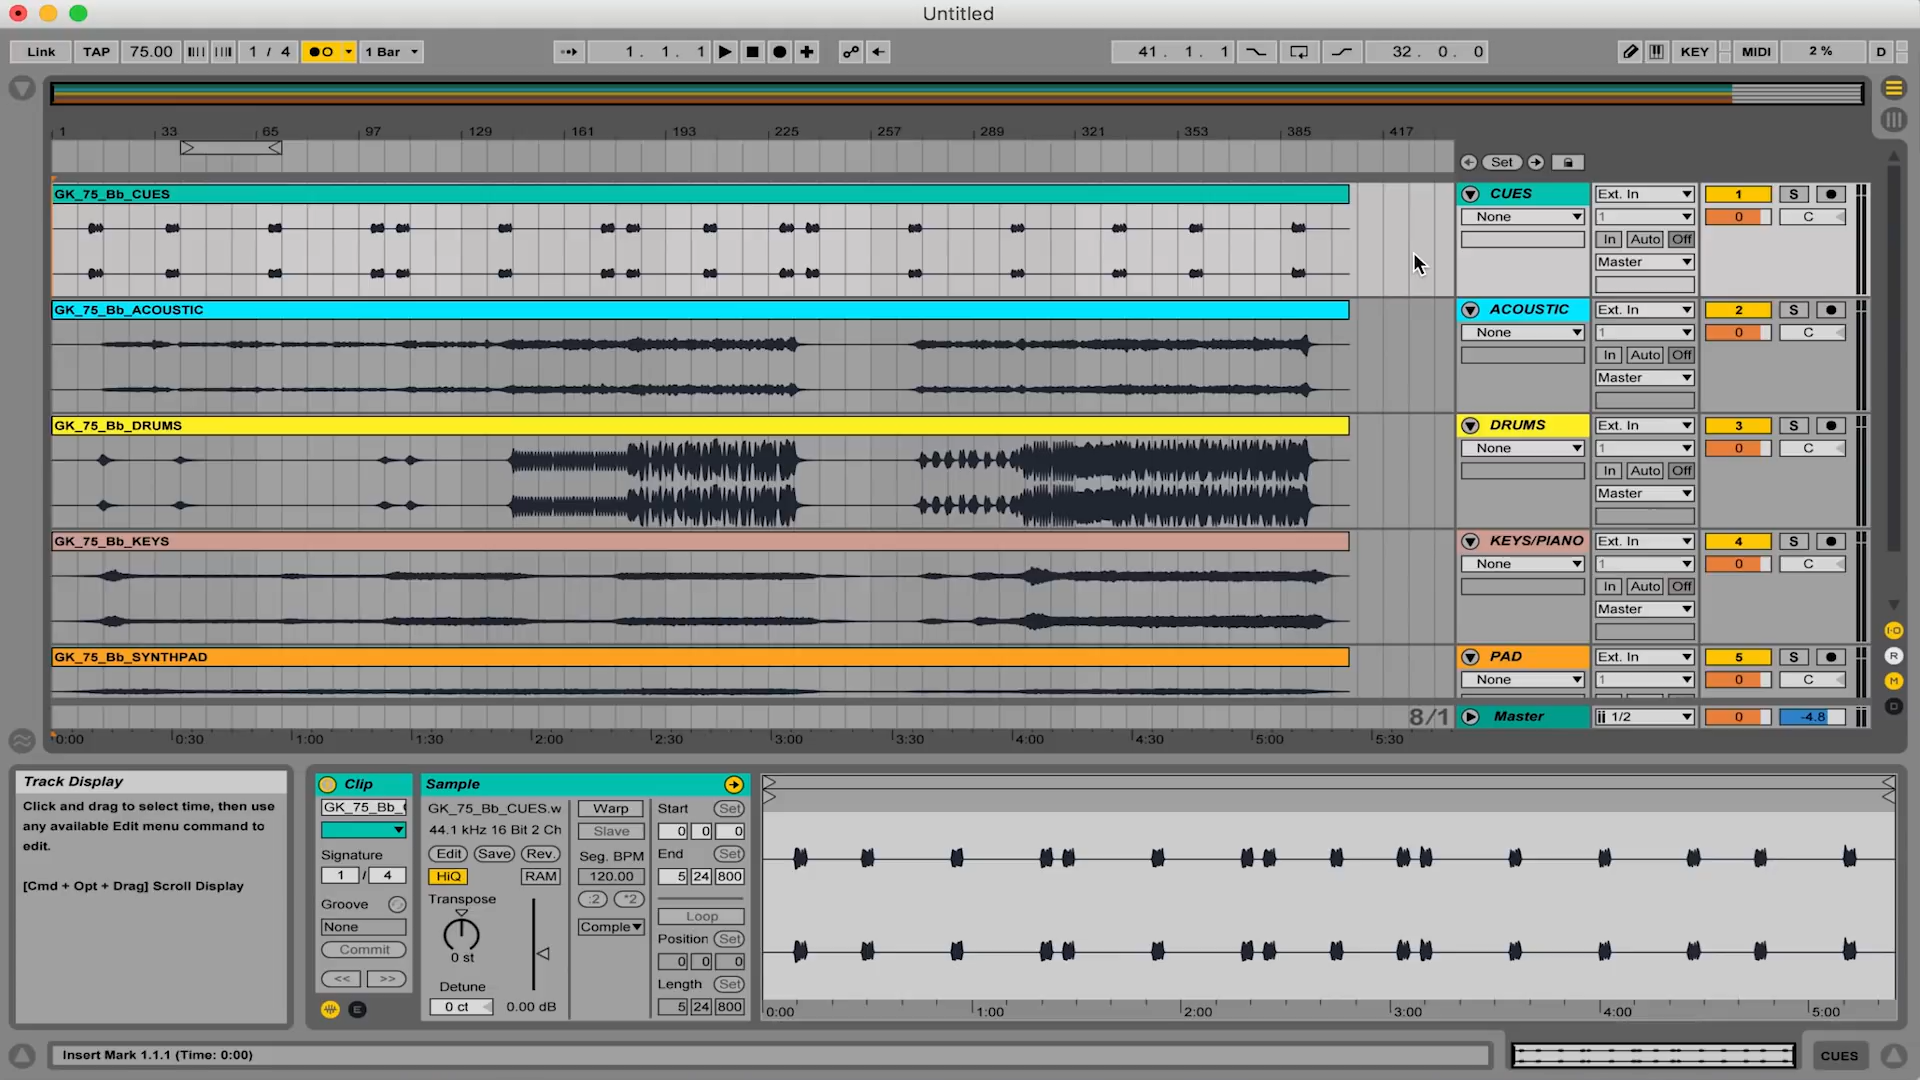 Untitled
Link TAP 75.00 1 / 4 1 Bar 1. 1. 1 41. 1. 1 32. 0. 0 KEY MIDI 2 % D
1 33 65 97 129 161 193 225 257 289 321 353 385 417
Set
GK_75_Bb_CUES CUES Ext. In 1 S
None 1 0 C
In Auto Off
Master
GK_75_Bb_ACOUSTIC ACOUSTIC Ext. In 2 S
None 1 0 C
In Auto Off
Master
GK_75_Bb_DRUMS DRUMS Ext. In 3 S
None 1 0 C
In Auto Off
Master
GK_75_Bb_KEYS KEYS/PIANO Ext. In 4 S
None 1 0 C
In Auto Off
Master
I-O
GK_75_Bb_SYNTHPAD PAD Ext. In 5 S R
None 1 0 C M
8/1 Master 1/2 0 -4.8 D
0:00 0:30 1:00 1:30 2:00 2:30 3:00 3:30 4:00 4:30 5:00 5:30
Track Display
Click and drag to select time, then use
any available Edit menu command to
edit.
[Cmd + Opt + Drag] Scroll Display
Clip
GK_75_Bb_
Signature
1 / 4
Groove
None
Commit
<< >>
E
Sample
GK_75_Bb_CUES.w
44.1 kHz 16 Bit 2 Ch
Edit Save Rev.
HiQ RAM
Transpose
0 st
Detune
0 ct 0.00 dB
Warp
Slave
Seg. BPM
120.00
:2 *2
Comple
Start Set
0 0 0
End Set
5 24 800
Loop
Position Set
0 0 0
Length Set
5 24 800
0:00 1:00 2:00 3:00 4:00 5:00
Insert Mark 1.1.1 (Time: 0:00) CUES